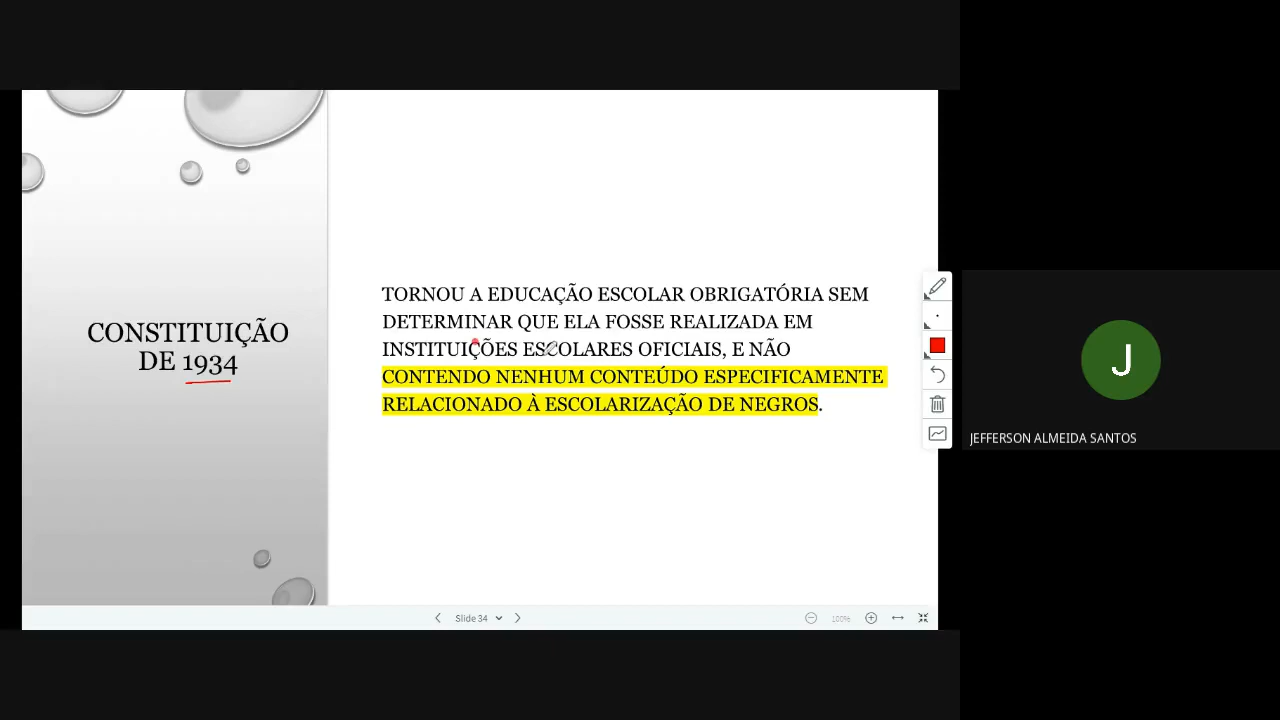 CONSTITUIÇÃO
DE 1934
TORNOU A EDUCAÇÃO ESCOLAR OBRIGATÓRIA SEM
DETERMINAR QUE ELA FOSSE REALIZADA EM
INSTITUIÇÕES ESCOLARES OFICIAIS, E NÃO
CONTENDO NENHUM CONTEÚDO ESPECIFICAMENTE
RELACIONADO À ESCOLARIZAÇÃO DE NEGROS.
Slide 34
100%
J
JEFFERSON ALMEIDA SANTOS